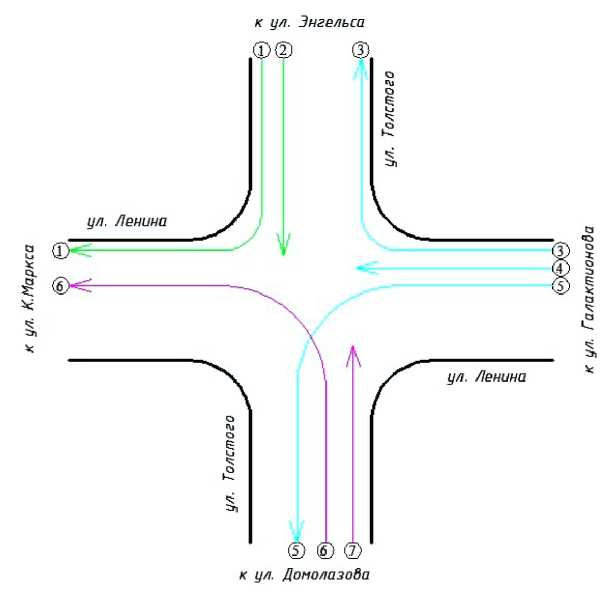 к ул. Энгельса
1 2 3
ул. Толстого
ул. Ленина
1 3
4
6 5
к ул. К.Маркса
к ул. Галактионова
ул. Ленина
ул. Толстого
5 6 7
к ул. Домолазова